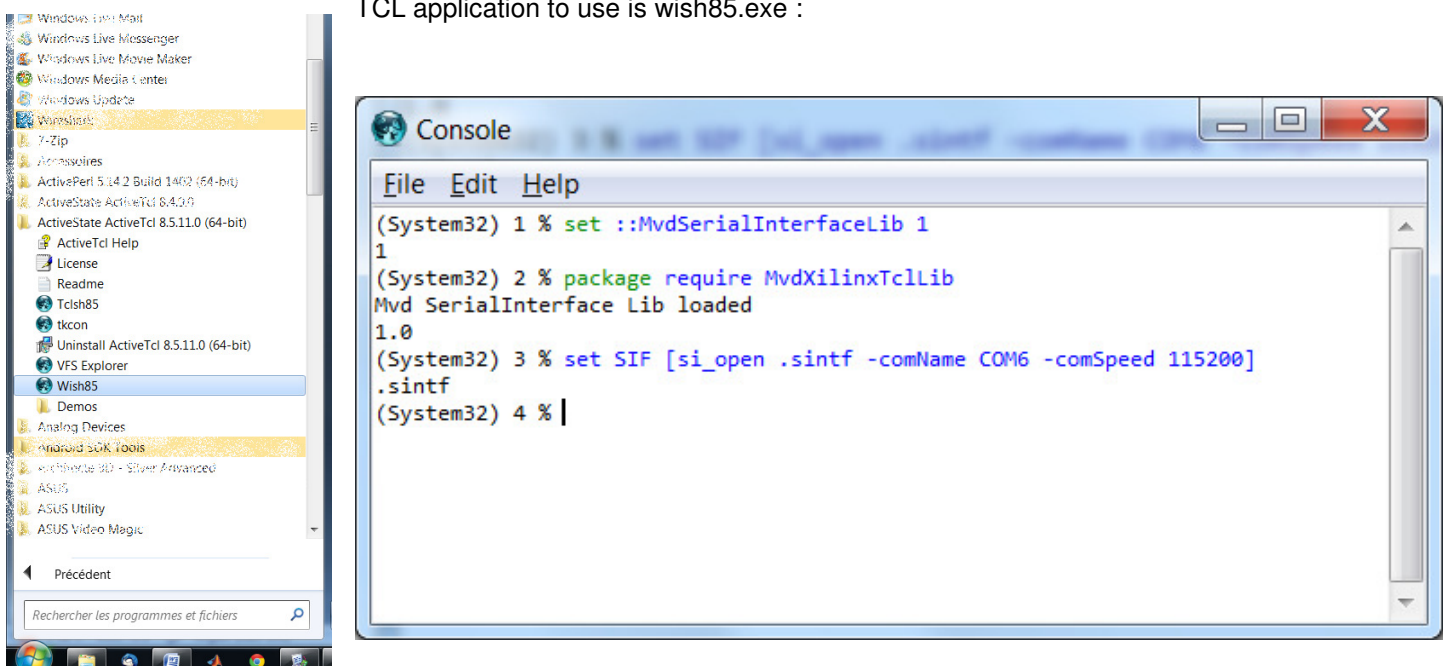 TCL application to use is wish85.exe :
Windows Live Mail
Windows Live Messenger
Windows Live Movie Maker
Windows Media Center
Windows Update
Wireshark
7-Zip
Accessoires
ActivePerl 5.14.2 Build 1402 (64-bit)
ActiveState ActiveTcl
ActiveState ActiveTcl 8.5.11.0 (64-bit)
ActiveTcl Help
License
Readme
Tclsh85
tkcon
Uninstall ActiveTcl 8.5.11.0 (64-bit)
VFS Explorer
Wish85
Demos
Analog Devices
Android SDK Tools
Architecte 3D - Silver Advanced
ASUS
ASUS Utility
ASUS Video Magic
Précédent
Rechercher les programmes et fichiers
Console
File Edit Help
(System32) 1 % set ::MvdSerialInterfaceLib 1
1
(System32) 2 % package require MvdXilinxTclLib
Mvd SerialInterface Lib loaded
1.0
(System32) 3 % set SIF [si_open .sintf -comName COM6 -comSpeed 115200]
.sintf
(System32) 4 %